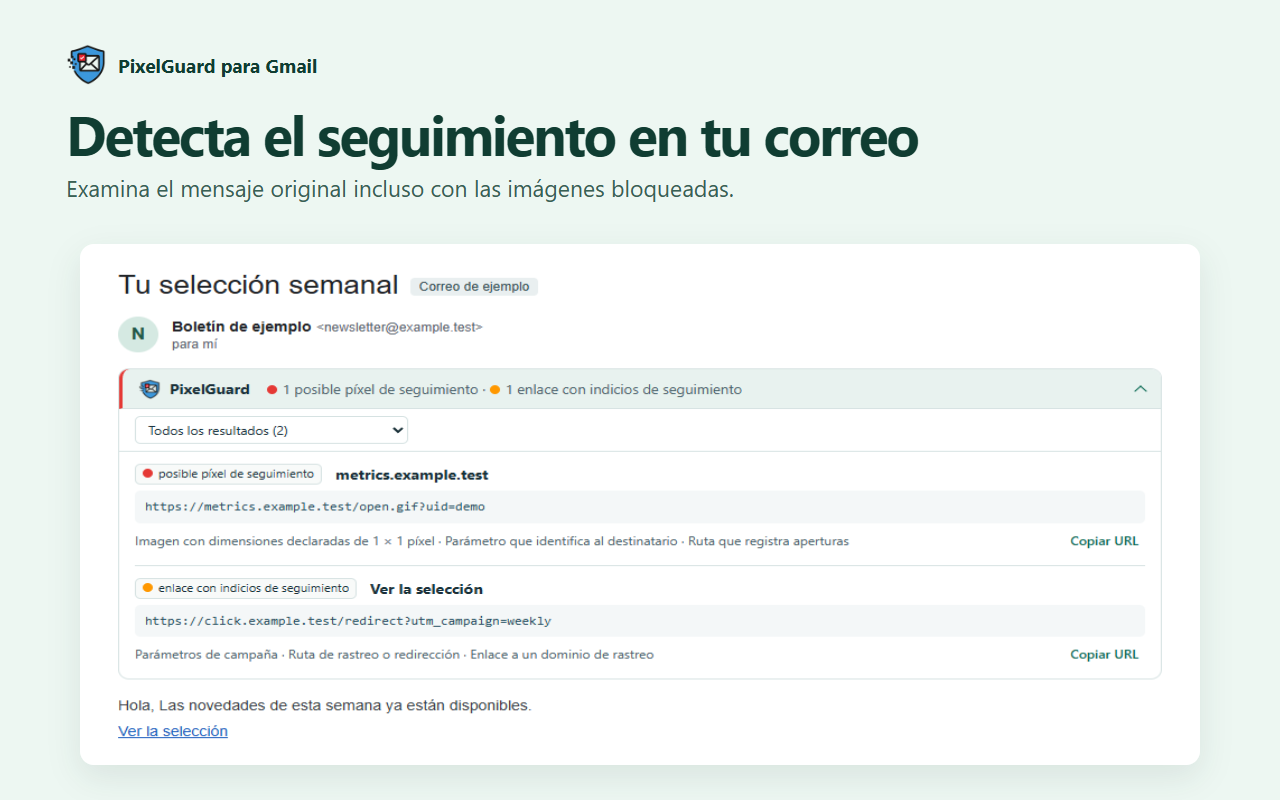 PixelGuard para Gmail
Detecta el seguimiento en tu correo
Examina el mensaje original incluso con las imágenes bloqueadas.
Tu selección semanal Correo de ejemplo
N
Boletín de ejemplo <newsletter@example.test>
para mí
PixelGuard 1 posible píxel de seguimiento · 1 enlace con indicios de seguimiento
Todos los resultados (2)
posible píxel de seguimiento metrics.example.test
https://metrics.example.test/open.gif?uid=demo
Imagen con dimensiones declaradas de 1 × 1 píxel · Parámetro que identifica al destinatario · Ruta que registra aperturas Copiar URL
enlace con indicios de seguimiento Ver la selección
https://click.example.test/redirect?utm_campaign=weekly
Parámetros de campaña · Ruta de rastreo o redirección · Enlace a un dominio de rastreo Copiar URL
Hola, Las novedades de esta semana ya están disponibles.
Ver la selección